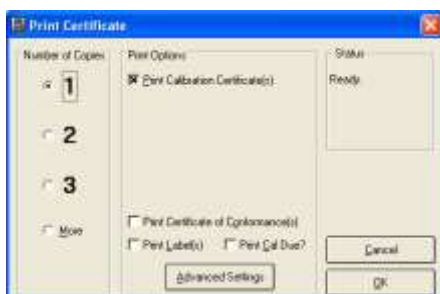 Print Certificate
Number of Copies
1
2
3
More
Print Options
Print Calibration Certificate(s)
Print Certificate of Conformance(s)
Print Label(s)
Print Cal Due?
Advanced Settings
Status
Ready.
Cancel
OK